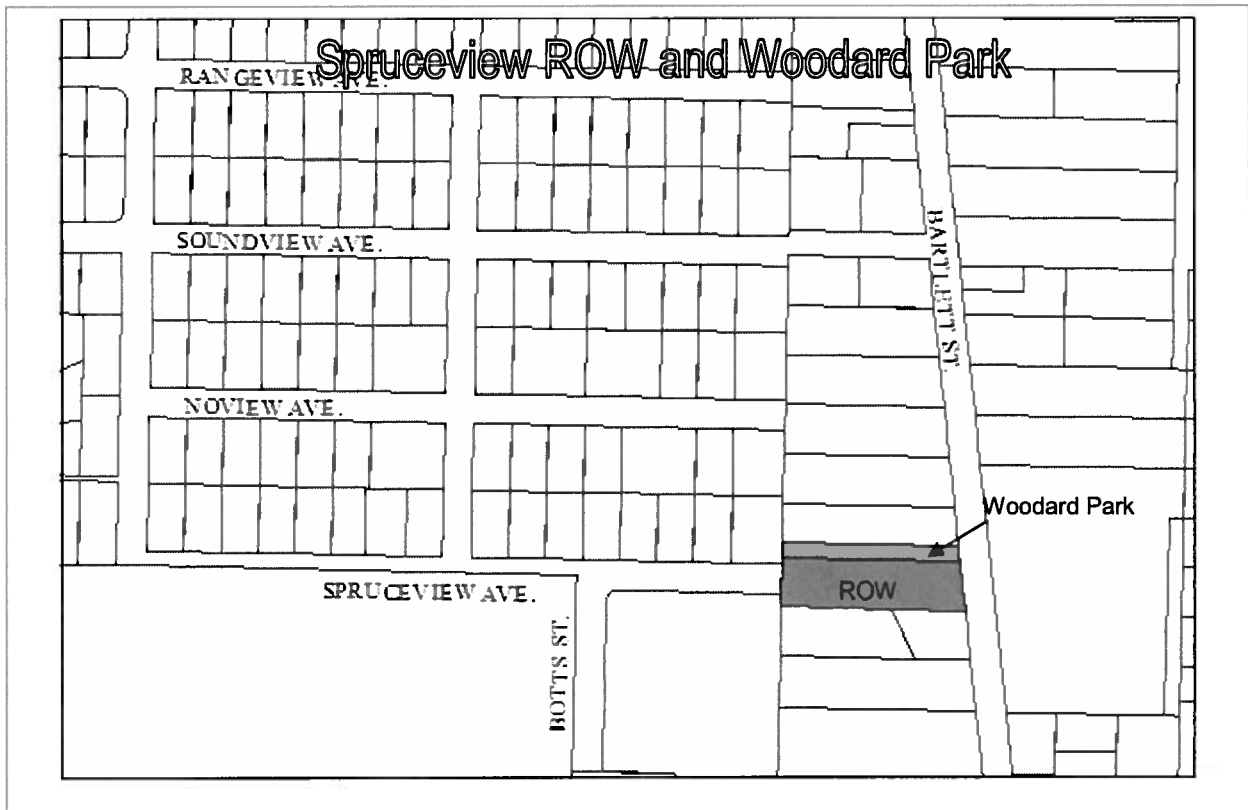 Spruceview ROW and Woodard Park
RANGEVIEW AVE.
SOUNDVIEW AVE.
BARTLETT ST.
NOVIEW AVE.
Woodard Park
ROW
SPRUCEVIEW AVE.
BOTTS ST.